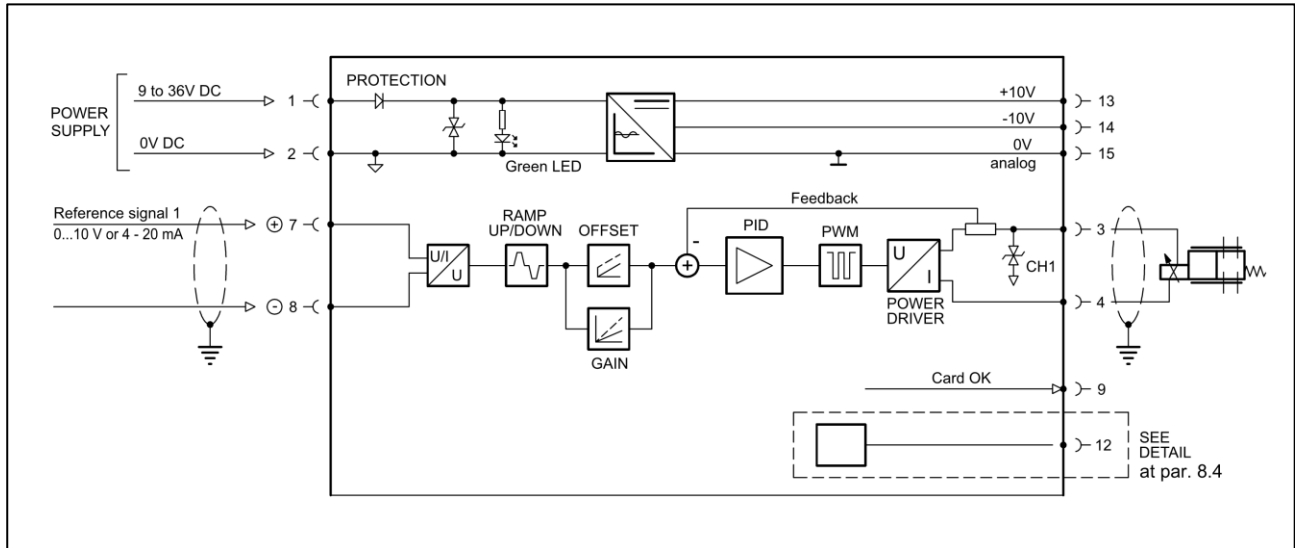 POWER
SUPPLY
9 to 36V DC
1
0V DC
2
PROTECTION
Green LED
+10V
13
-10V
14
0V
analog
15
Reference signal 1
0...10 V or 4 - 20 mA
+ 7
- 8
U/I
U
RAMP
UP/DOWN
OFFSET
GAIN
+
-
Feedback
PID
PWM
U
I
POWER
DRIVER
CH1
3
4
Card OK
9
12
SEE
DETAIL
at par. 8.4